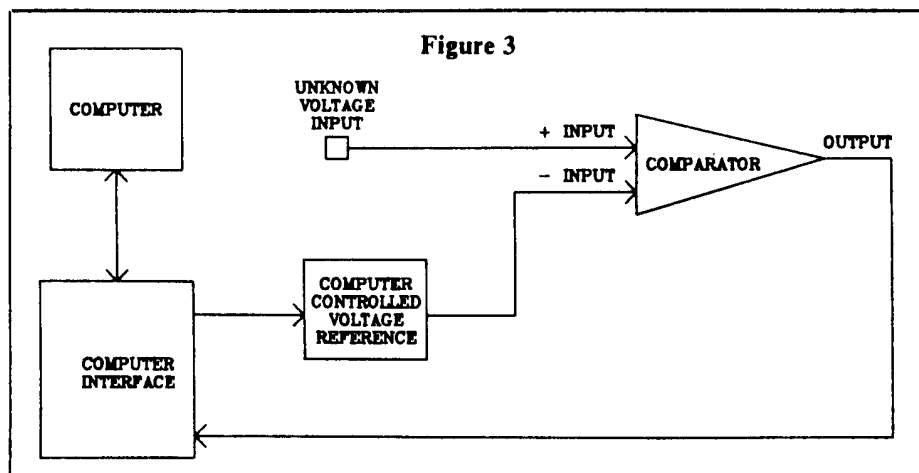 Figure 3
COMPUTER
UNKNOWN
VOLTAGE
INPUT
+ INPUT
- INPUT
COMPARATOR
OUTPUT
COMPUTER
CONTROLLED
VOLTAGE
REFERENCE
COMPUTER
INTERFACE